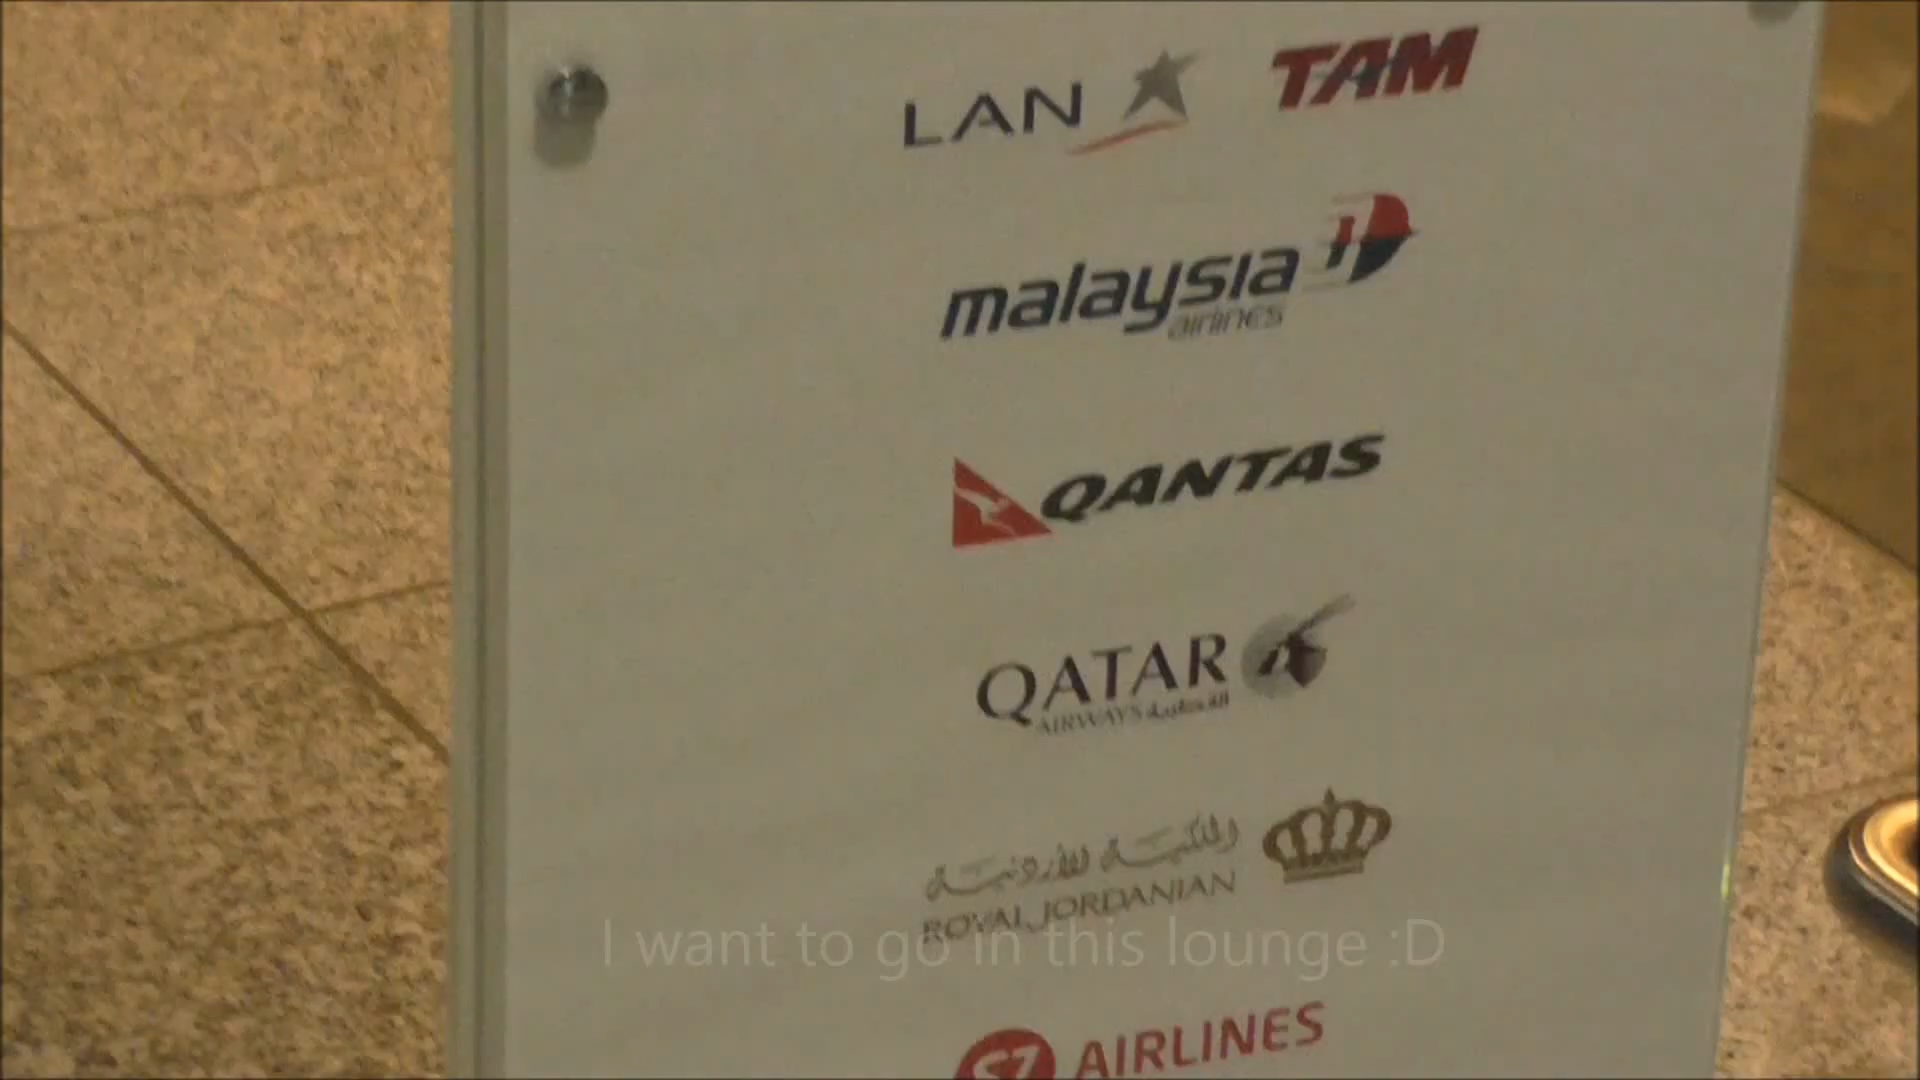 LAN TAM
malaysia
airlines
QANTAS
QATAR
AIRWAYS القطرية
الملكية الأردنية
ROYAL JORDANIAN
I want to go in this lounge :D
S7 AIRLINES